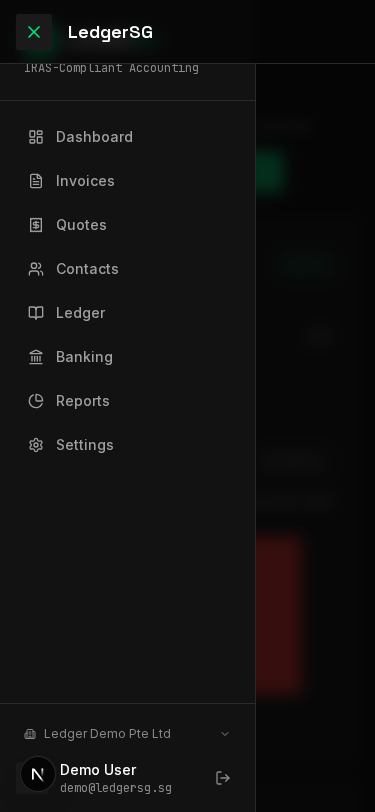 LedgerSG
IRAS-Compliant Accounting
Dashboard
Invoices
Quotes
Contacts
Ledger
Banking
Reports
Settings
Ledger Demo Pte Ltd
N
Demo User
demo@ledgersg.sg